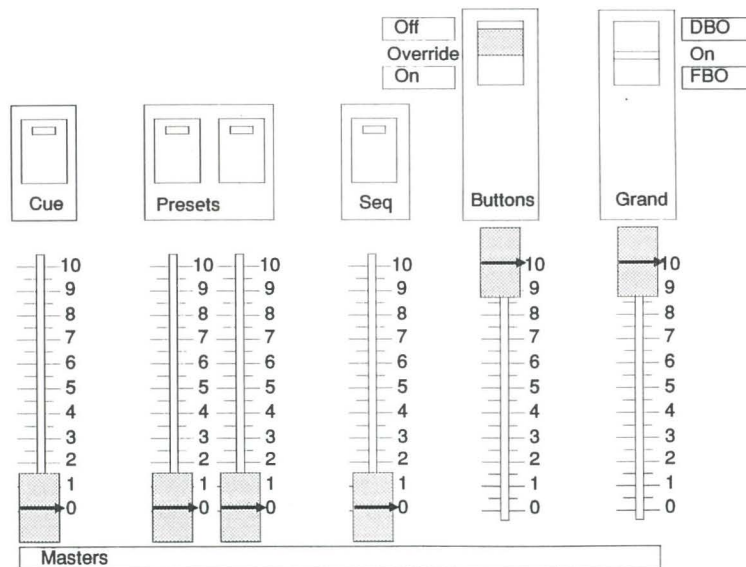 Off
DBO
Override
On
On
FBO
Cue
Presets
Seq
Buttons
Grand
10 10 10 10 10 10
9 9 9 9 9 9
8 8 8 8 8 8
7 7 7 7 7 7
6 6 6 6 6 6
5 5 5 5 5 5
4 4 4 4 4 4
3 3 3 3 3 3
2 2 2 2 2 2
1 1 1 1 1 1
0 0 0 0 0 0
Masters